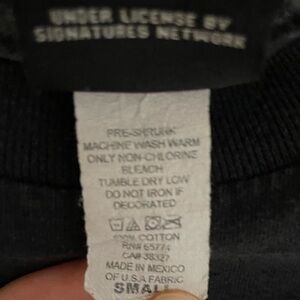 UNDER LICENSE BY
SIGNATURES NETWORK
PRE-SHRUNK
MACHINE WASH WARM
ONLY NON-CHLORINE
BLEACH
TUMBLE DRY LOW
DO NOT IRON IF
DECORATED
100% COTTON
RN# 65774
CA# 38327
MADE IN MEXICO
OF U.S.A FABRIC
SMALL